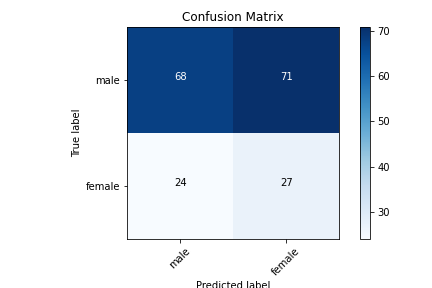 Confusion Matrix
male
68
71
female
24
27
True label
male
female
Predicted label
70
60
50
40
30